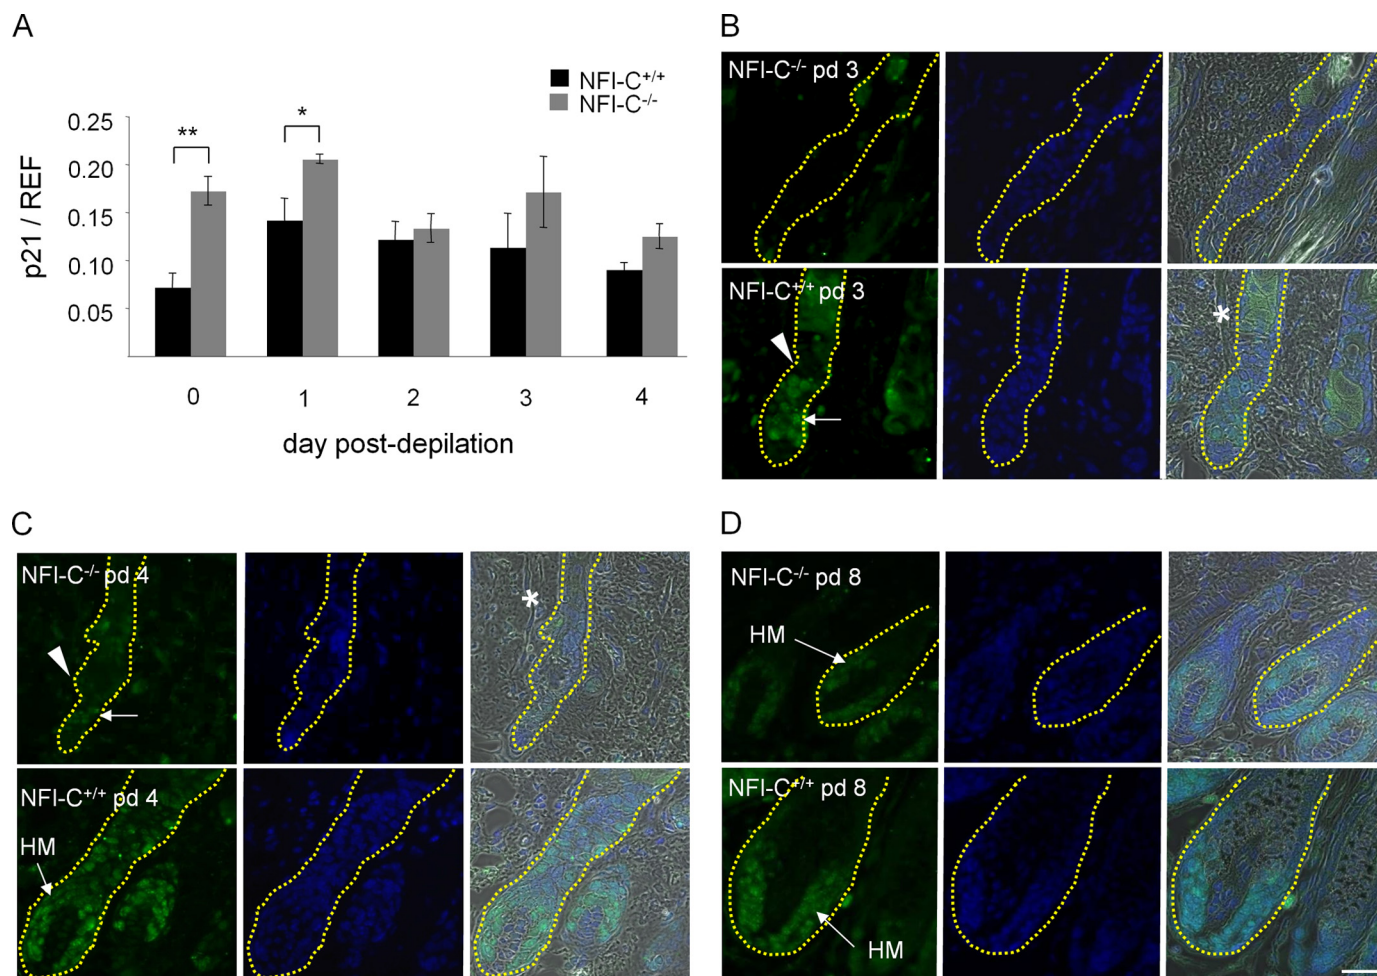 A
NFI-C+/+
NFI-C-/-
p21 / REF
0.25
0.20
0.15
0.10
0.05
**
*
0
1
2
3
4
day post-depilation
B
NFI-C-/- pd 3
NFI-C+/+ pd 3
*
C
NFI-C-/- pd 4
*
NFI-C+/+ pd 4
HM
D
NFI-C-/- pd 8
HM
NFI-C+/+ pd 8
HM